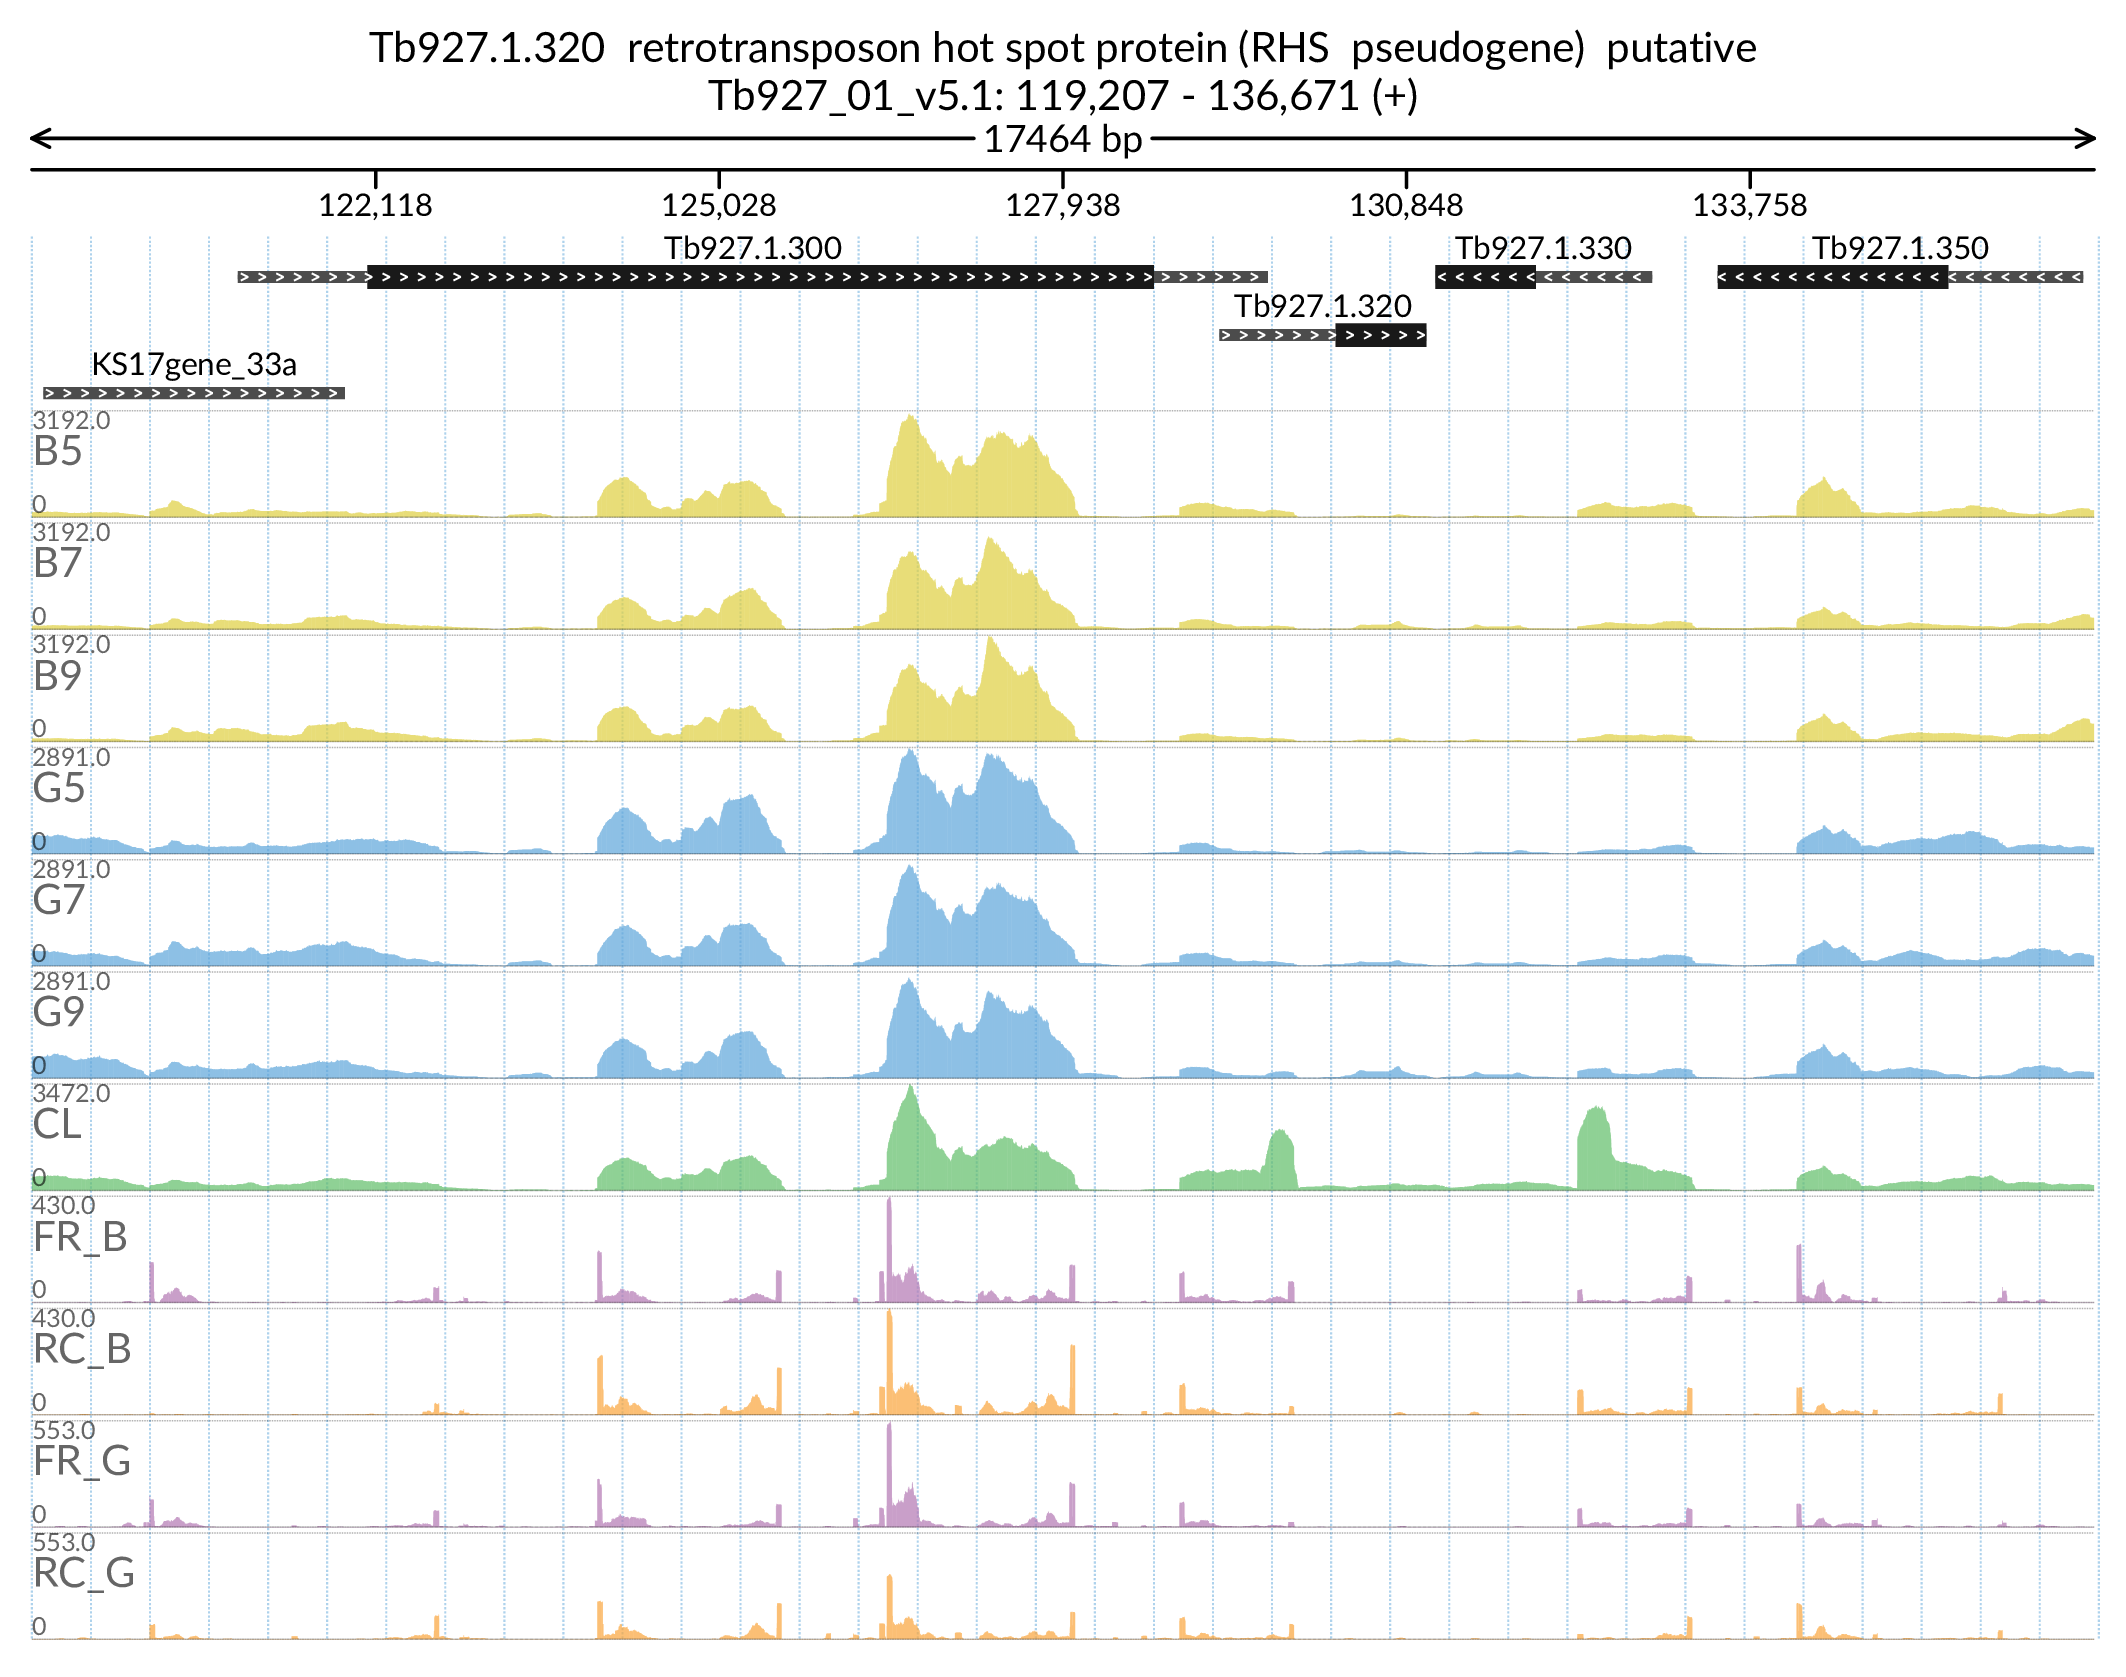 Tb927.1.320 retrotransposon hot spot protein (RHS pseudogene) putative
Tb927_01_v5.1: 119,207 - 136,671 (+)
17464 bp
122,118 125,028 127,938 130,848 133,758
Tb927.1.300 Tb927.1.330 Tb927.1.350
Tb927.1.320
KS17gene_33a
3192.0
B5
0
3192.0
B7
0
3192.0
B9
0
2891.0
G5
0
2891.0
G7
0
2891.0
G9
0
3472.0
CL
0
430.0
FR_B
0
430.0
RC_B
0
553.0
FR_G
0
553.0
RC_G
0